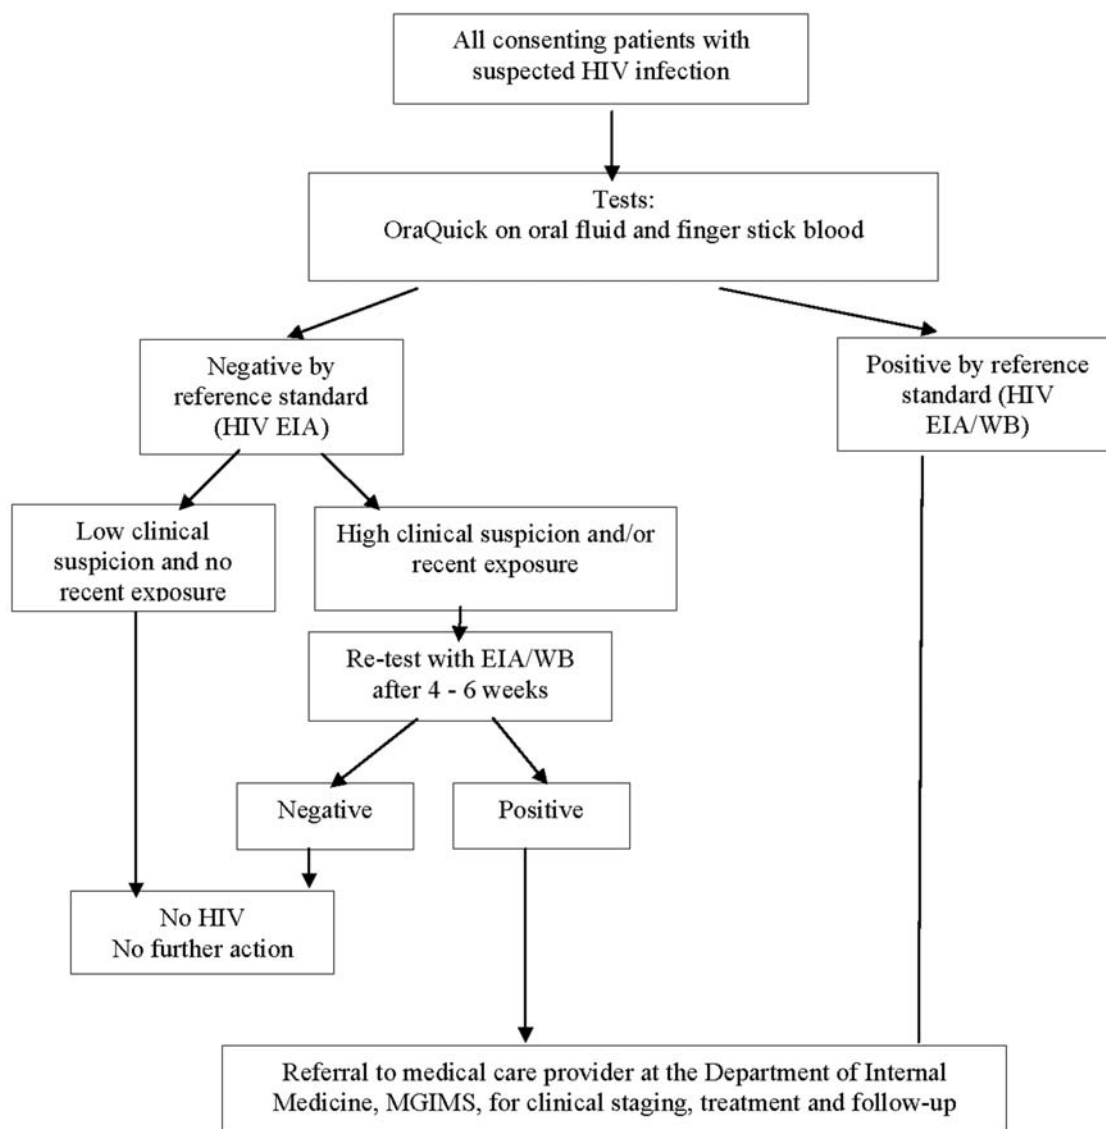 All consenting patients with
suspected HIV infection
Tests:
OraQuick on oral fluid and finger stick blood
Negative by
reference standard
(HIV EIA)
Positive by reference
standard (HIV
EIA/WB)
Low clinical
suspicion and no
recent exposure
High clinical suspicion and/or
recent exposure
Re-test with EIA/WB
after 4 - 6 weeks
Negative
Positive
No HIV
No further action
Referral to medical care provider at the Department of Internal
Medicine, MGIMS, for clinical staging, treatment and follow-up